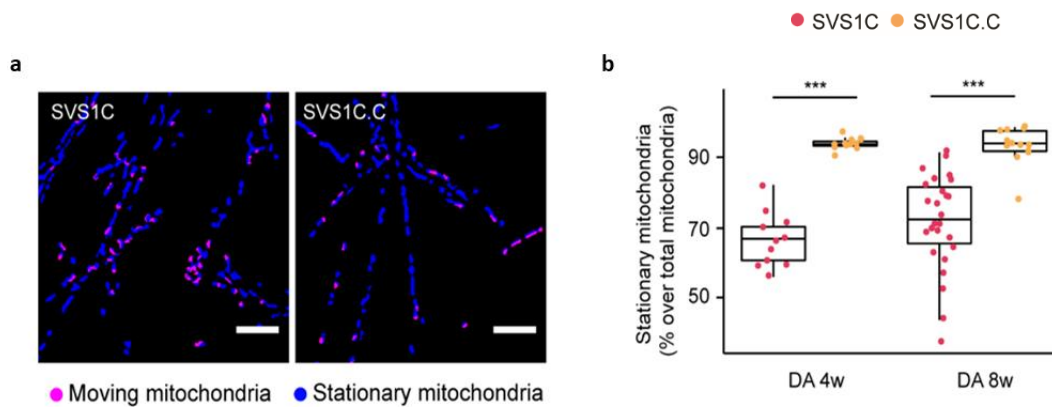 SVS1C SVS1C.C
a
b
SVS1C
SVS1C.C
Moving mitochondria Stationary mitochondria
Stationary mitochondria
(% over total mitochondria)
***
***
90
70
50
DA 4w
DA 8w